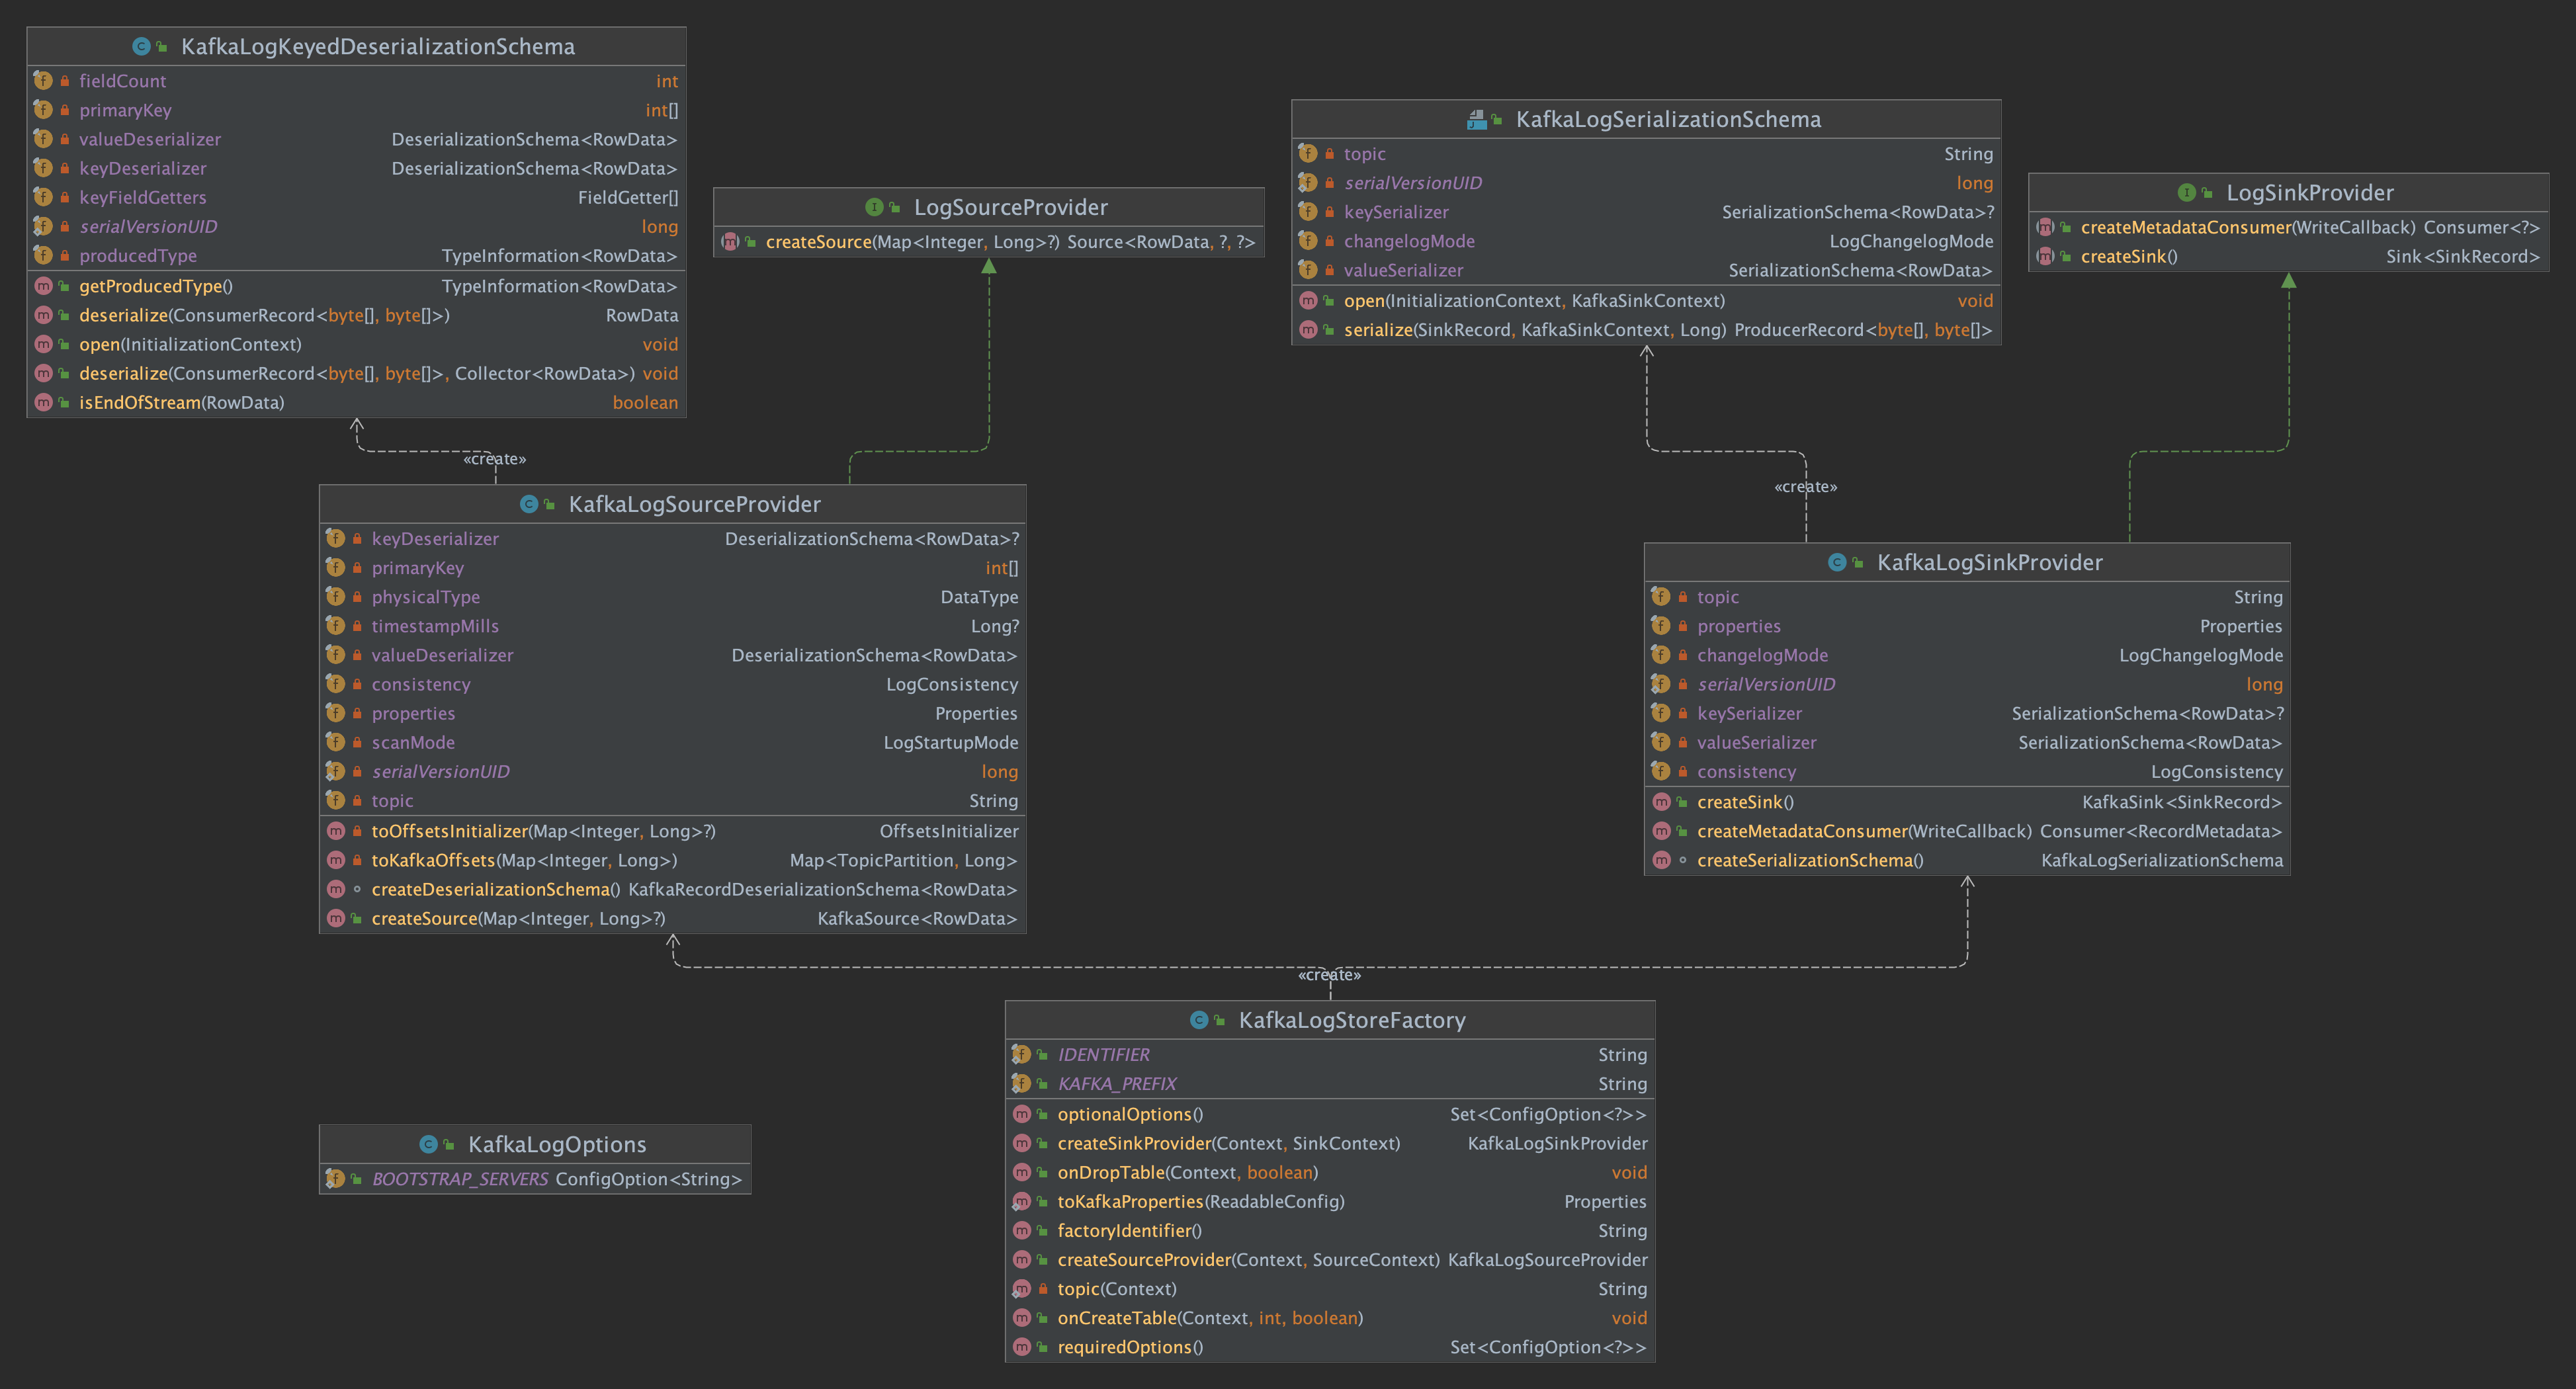 KafkaLogKeyedDeserializationSchema
fieldCount int
primaryKey int[]
valueDeserializer DeserializationSchema<RowData>
keyDeserializer DeserializationSchema<RowData>
keyFieldGetters FieldGetter[]
serialVersionUID long
producedType TypeInformation<RowData>
getProducedType() TypeInformation<RowData>
deserialize(ConsumerRecord<byte[], byte[]>) RowData
open(InitializationContext) void
deserialize(ConsumerRecord<byte[], byte[]>, Collector<RowData>) void
isEndOfStream(RowData) boolean
LogSourceProvider
createSource(Map<Integer, Long>?) Source<RowData, ?, ?>
KafkaLogSerializationSchema
topic String
serialVersionUID long
keySerializer SerializationSchema<RowData>?
changelogMode LogChangelogMode
valueSerializer SerializationSchema<RowData>
open(InitializationContext, KafkaSinkContext) void
serialize(SinkRecord, KafkaSinkContext, Long) ProducerRecord<byte[], byte[]>
LogSinkProvider
createMetadataConsumer(WriteCallback) Consumer<?>
createSink() Sink<SinkRecord>
«create»
«create»
KafkaLogSourceProvider
keyDeserializer DeserializationSchema<RowData>?
primaryKey int[]
physicalType DataType
timestampMills Long?
valueDeserializer DeserializationSchema<RowData>
consistency LogConsistency
properties Properties
scanMode LogStartupMode
serialVersionUID long
topic String
toOffsetsInitializer(Map<Integer, Long>?) OffsetsInitializer
toKafkaOffsets(Map<Integer, Long>) Map<TopicPartition, Long>
createDeserializationSchema() KafkaRecordDeserializationSchema<RowData>
createSource(Map<Integer, Long>?) KafkaSource<RowData>
KafkaLogSinkProvider
topic String
properties Properties
changelogMode LogChangelogMode
serialVersionUID long
keySerializer SerializationSchema<RowData>?
valueSerializer SerializationSchema<RowData>
consistency LogConsistency
createSink() KafkaSink<SinkRecord>
createMetadataConsumer(WriteCallback) Consumer<RecordMetadata>
createSerializationSchema() KafkaLogSerializationSchema
«create»
KafkaLogStoreFactory
IDENTIFIER String
KAFKA_PREFIX String
optionalOptions() Set<ConfigOption<?>>
createSinkProvider(Context, SinkContext) KafkaLogSinkProvider
onDropTable(Context, boolean) void
toKafkaProperties(ReadableConfig) Properties
factoryIdentifier() String
createSourceProvider(Context, SourceContext) KafkaLogSourceProvider
topic(Context) String
onCreateTable(Context, int, boolean) void
requiredOptions() Set<ConfigOption<?>>
KafkaLogOptions
BOOTSTRAP_SERVERS ConfigOption<String>